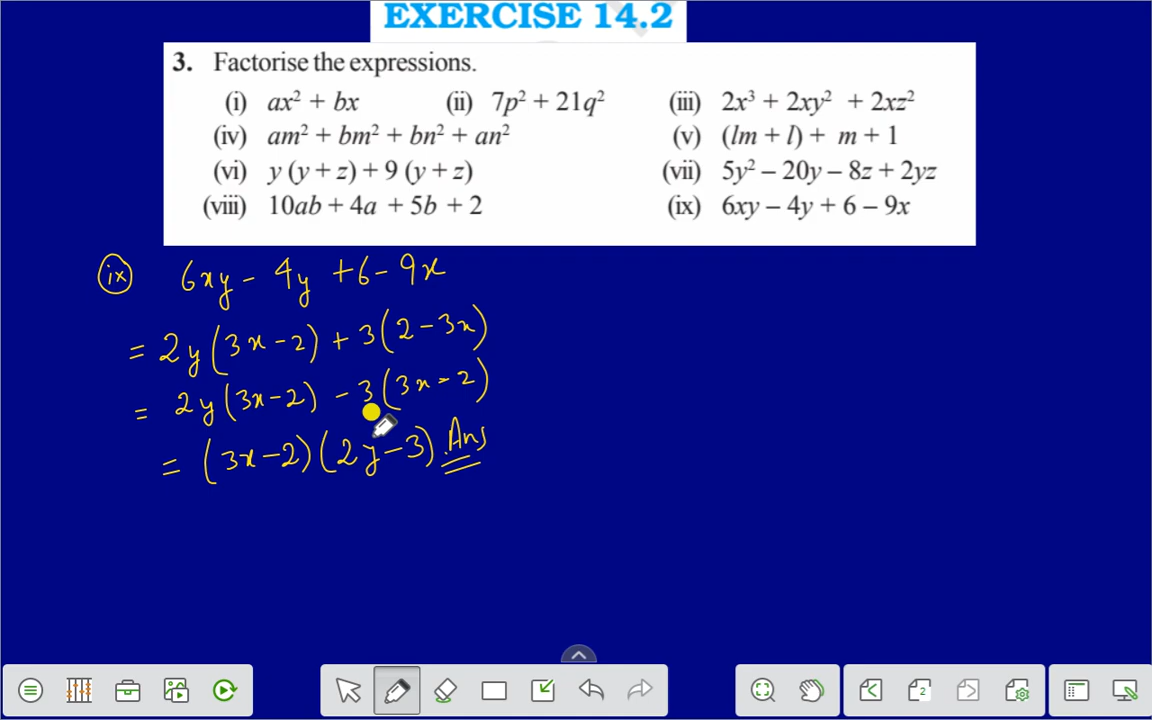 EXERCISE 14.2
3. Factorise the expressions.
(i) ax² + bx (ii) 7p² + 21q² (iii) 2x³ + 2xy² + 2xz²
(iv) am² + bm² + bn² + an² (v) (lm + l) + m + 1
(vi) y (y + z) + 9 (y + z) (vii) 5y² – 20y – 8z + 2yz
(viii) 10ab + 4a + 5b + 2 (ix) 6xy – 4y + 6 – 9x
ix 6xy - 4y + 6 - 9x
= 2y(3x - 2) + 3(2 - 3x)
= 2y(3x - 2) - 3(3x - 2)
= (3x - 2)(2y - 3). Ans
2